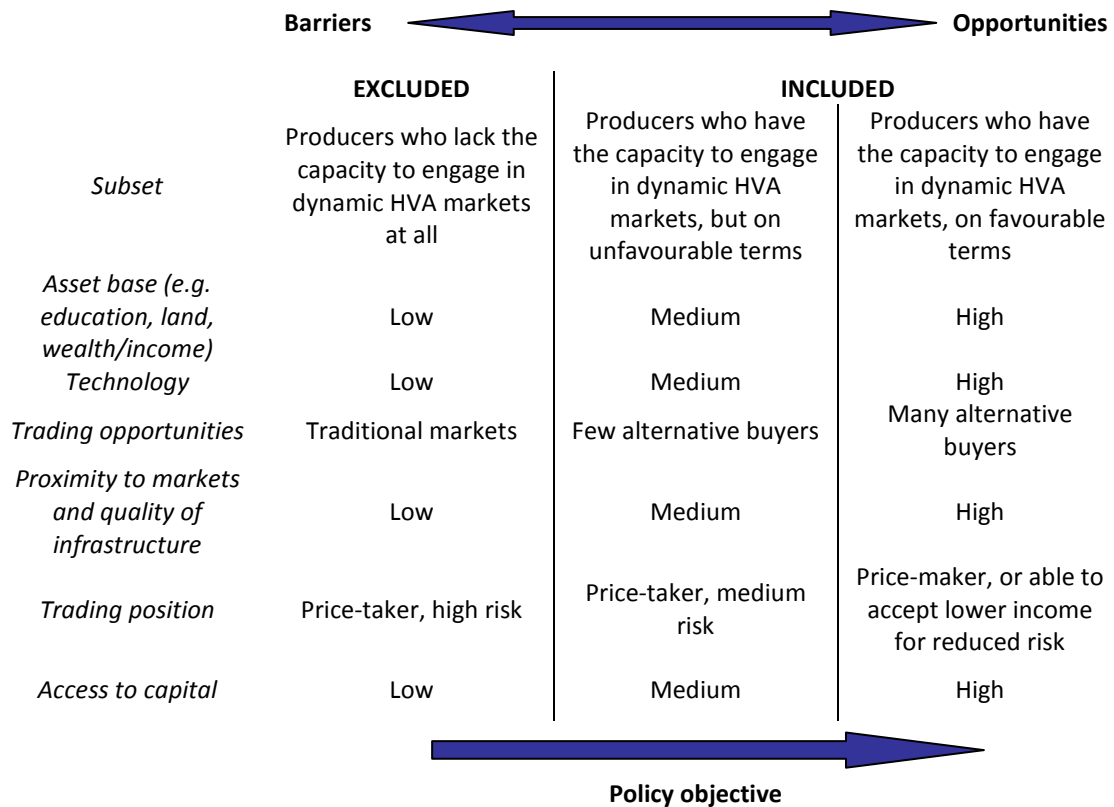 Barriers Opportunities
EXCLUDED INCLUDED
Subset
Producers who lack the
capacity to engage in
dynamic HVA markets
at all
Producers who have
the capacity to engage
in dynamic HVA
markets, but on
unfavourable terms
Producers who have
the capacity to engage
in dynamic HVA
markets, on favourable
terms
Asset base (e.g.
education, land,
wealth/income)
Low
Medium
High
Technology
Low
Medium
High
Trading opportunities
Traditional markets
Few alternative buyers
Many alternative
buyers
Proximity to markets
and quality of
infrastructure
Low
Medium
High
Trading position
Price-taker, high risk
Price-taker, medium
risk
Price-maker, or able to
accept lower income
for reduced risk
Access to capital
Low
Medium
High
Policy objective